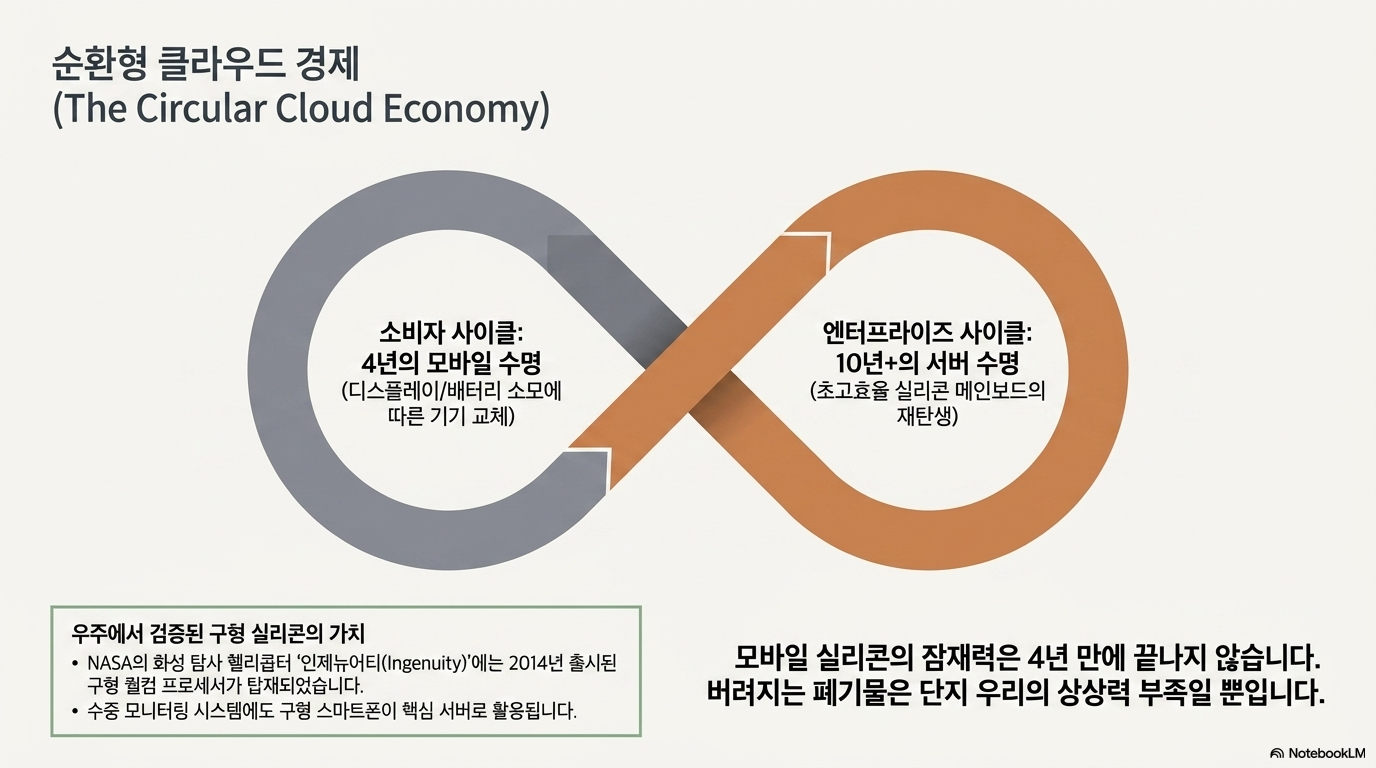 순환형 클라우드 경제
(The Circular Cloud Economy)
소비자 사이클:
4년의 모바일 수명
(디스플레이/배터리 소모에
따른 기기 교체)
엔터프라이즈 사이클:
10년+의 서버 수명
(초고효율 실리콘 메인보드의
재탄생)
우주에서 검증된 구형 실리콘의 가치
• NASA의 화성 탐사 헬리콥터 ‘인제뉴어티(Ingenuity)’에는 2014년 출시된
구형 퀄컴 프로세서가 탑재되었습니다.
• 수중 모니터링 시스템에도 구형 스마트폰이 핵심 서버로 활용됩니다.
모바일 실리콘의 잠재력은 4년 만에 끝나지 않습니다.
버려지는 폐기물은 단지 우리의 상상력 부족일 뿐입니다.
NotebookLM